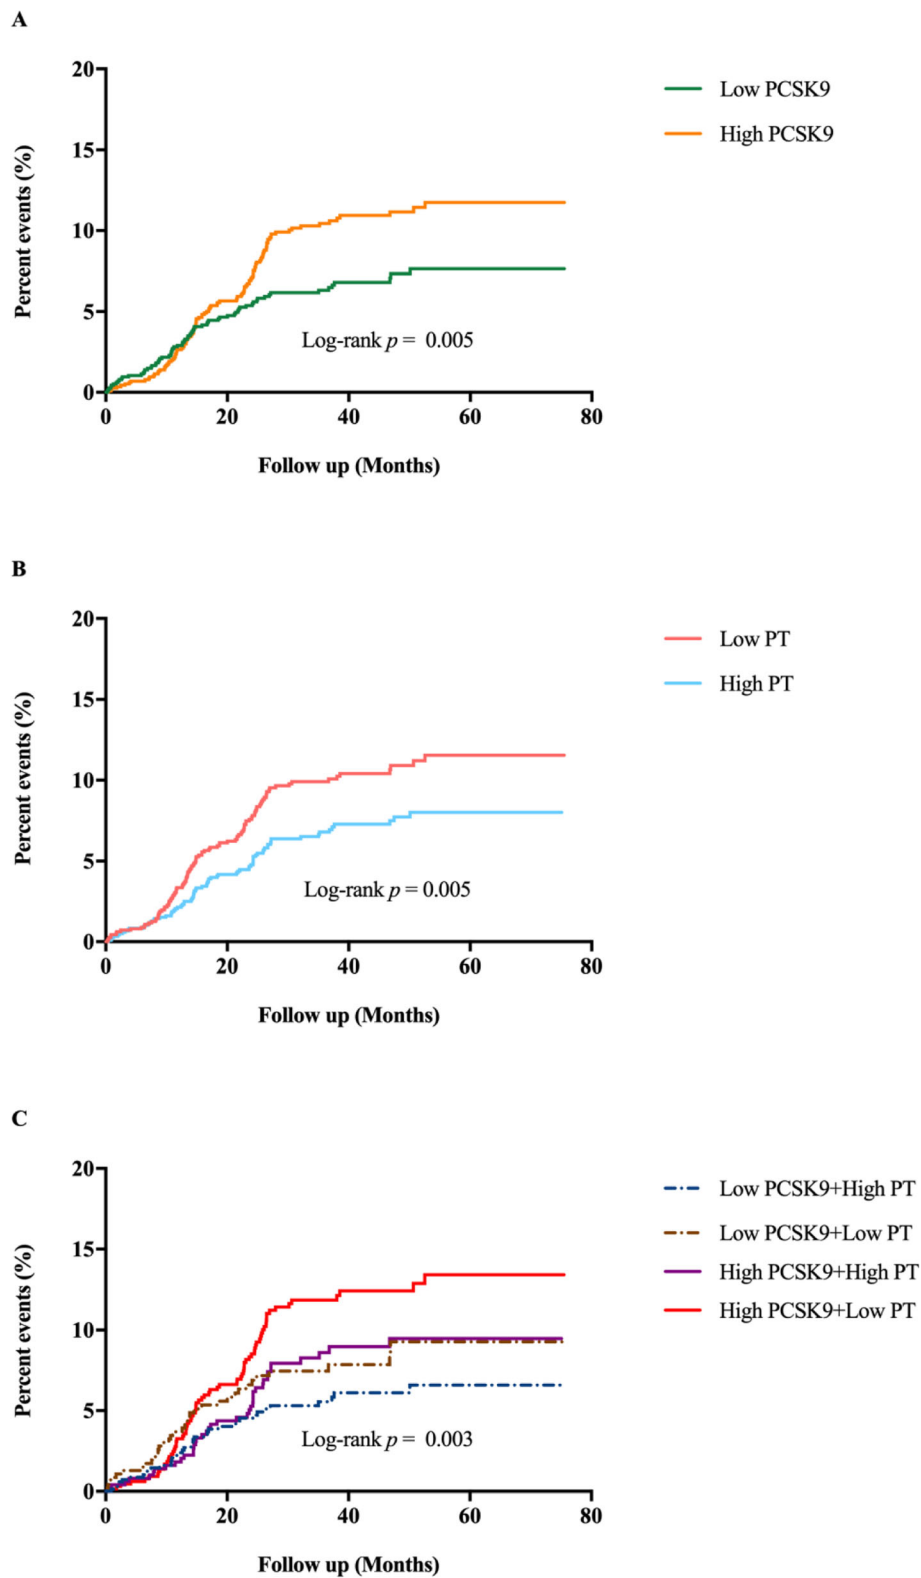 A
Percent events (%)
20
15
10
5
0
0 20 40 60 80
Follow up (Months)
Low PCSK9
High PCSK9
Log-rank p = 0.005
B
Percent events (%)
20
15
10
5
0
0 20 40 60 80
Follow up (Months)
Low PT
High PT
Log-rank p = 0.005
C
Percent events (%)
20
15
10
5
0
0 20 40 60 80
Follow up (Months)
Low PCSK9+High PT
Low PCSK9+Low PT
High PCSK9+High PT
High PCSK9+Low PT
Log-rank p = 0.003